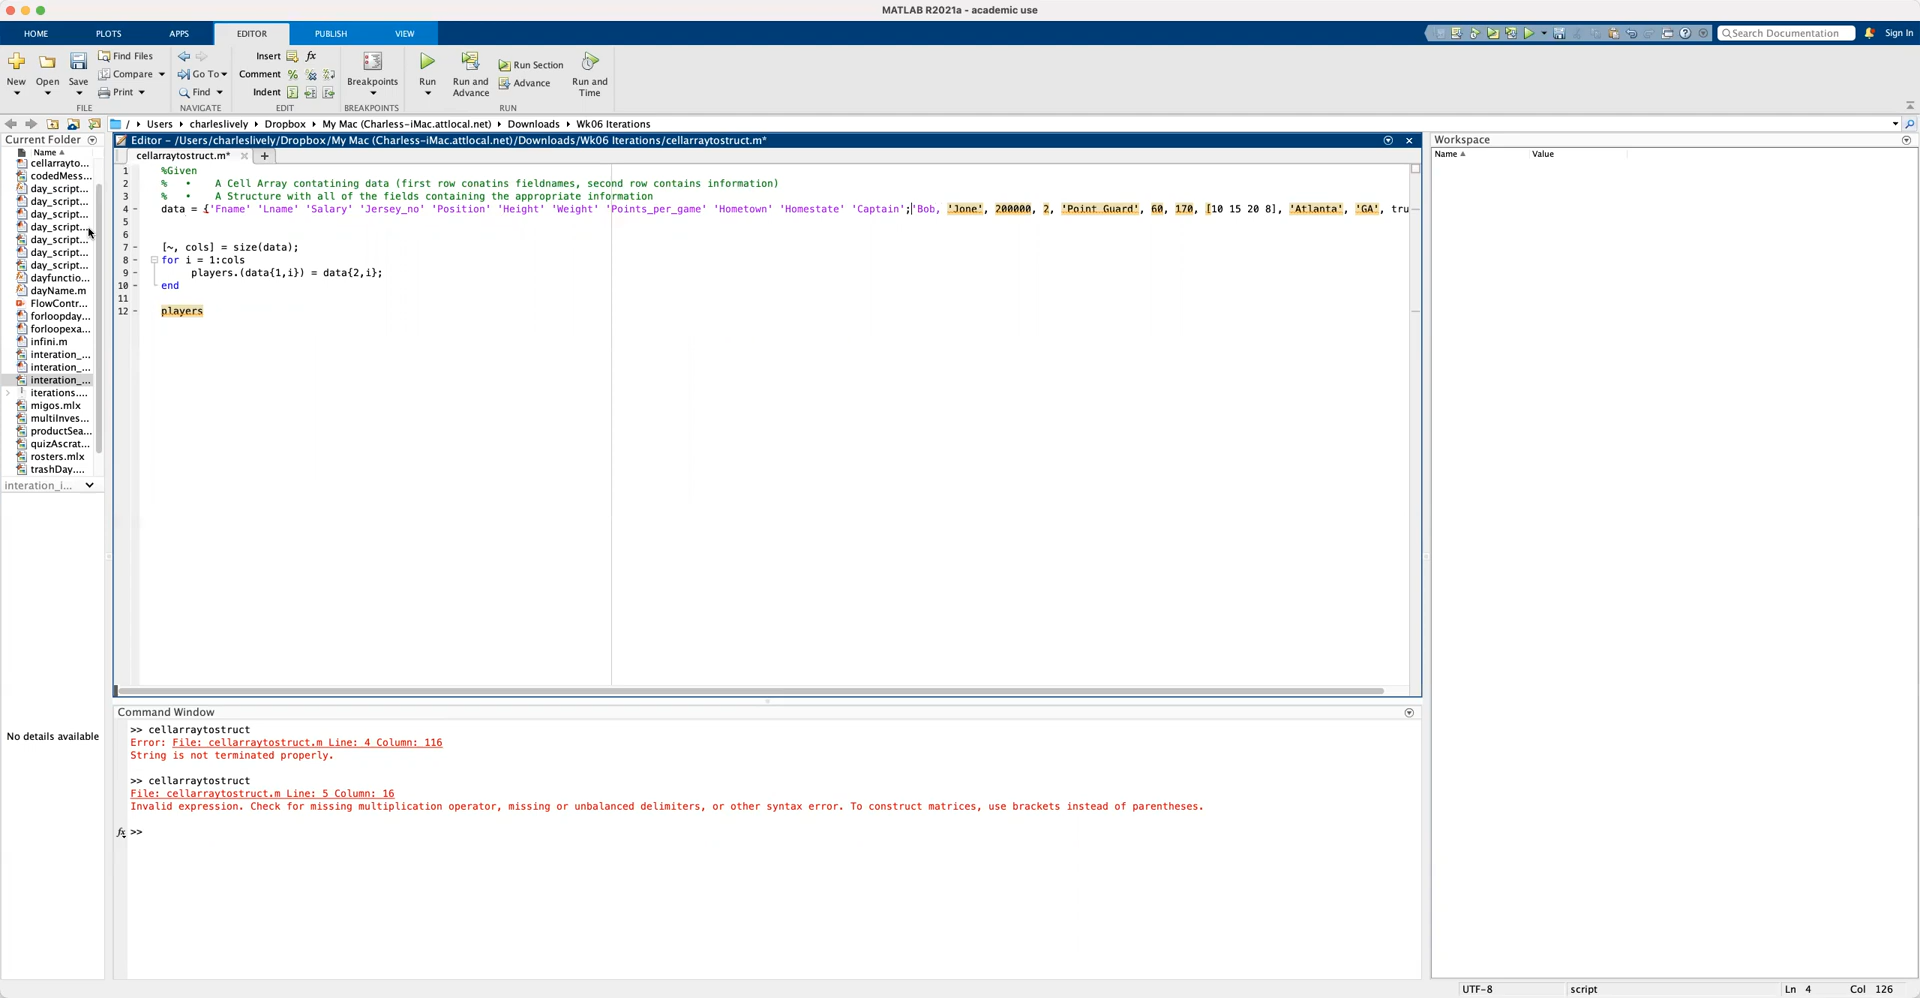 MATLAB R2021a - academic use
HOME PLOTS APPS EDITOR PUBLISH VIEW
Search Documentation
Sign In
New
Open
Save
Find Files
Compare
Print
FILE
Go To
Find
NAVIGATE
Insert
Comment
Indent
EDIT
Breakpoints
BREAKPOINTS
Run
Run and Advance
Run Section
Advance
Run and Time
RUN
/ Users charleslively Dropbox My Mac (Charless-iMac.attlocal.net) Downloads Wk06 Iterations
Current Folder
Name
cellarrayto...
codedMess...
day_script...
day_script...
day_script...
day_script...
day_script...
day_script...
day_script...
dayfunctio...
dayName.m
FlowContr...
forloopday...
forloopexa...
infini.m
interation_...
interation_...
interation_...
iterations....
migos.mlx
multiInves...
productSea...
quizAscrat...
rosters.mlx
trashDay....
interation_i...
No details available
Editor - /Users/charleslively/Dropbox/My Mac (Charless-iMac.attlocal.net)/Downloads/Wk06 Iterations/cellarraytostruct.m*
cellarraytostruct.m*
1 %Given
2 % • A Cell Array contatining data (first row conatins fieldnames, second row contains information)
3 % • A Structure with all of the fields containing the appropriate information
4 - data = {'Fname' 'Lname' 'Salary' 'Jersey_no' 'Position' 'Height' 'Weight' 'Points_per_game' 'Hometown' 'Homestate' 'Captain';'Bob, 'Jone', 200000, 2, 'Point Guard', 60, 170, [10 15 20 8], 'Atlanta', 'GA', tru
5
6
7 - [~, cols] = size(data);
8 - for i = 1:cols
9 - players.(data{1,i}) = data{2,i};
10 - end
11
12 - players
Command Window
>> cellarraytostruct
Error: File: cellarraytostruct.m Line: 4 Column: 116
String is not terminated properly.
>> cellarraytostruct
File: cellarraytostruct.m Line: 5 Column: 16
Invalid expression. Check for missing multiplication operator, missing or unbalanced delimiters, or other syntax error. To construct matrices, use brackets instead of parentheses.
fx >>
Workspace
Name Value
UTF-8 script Ln 4 Col 126